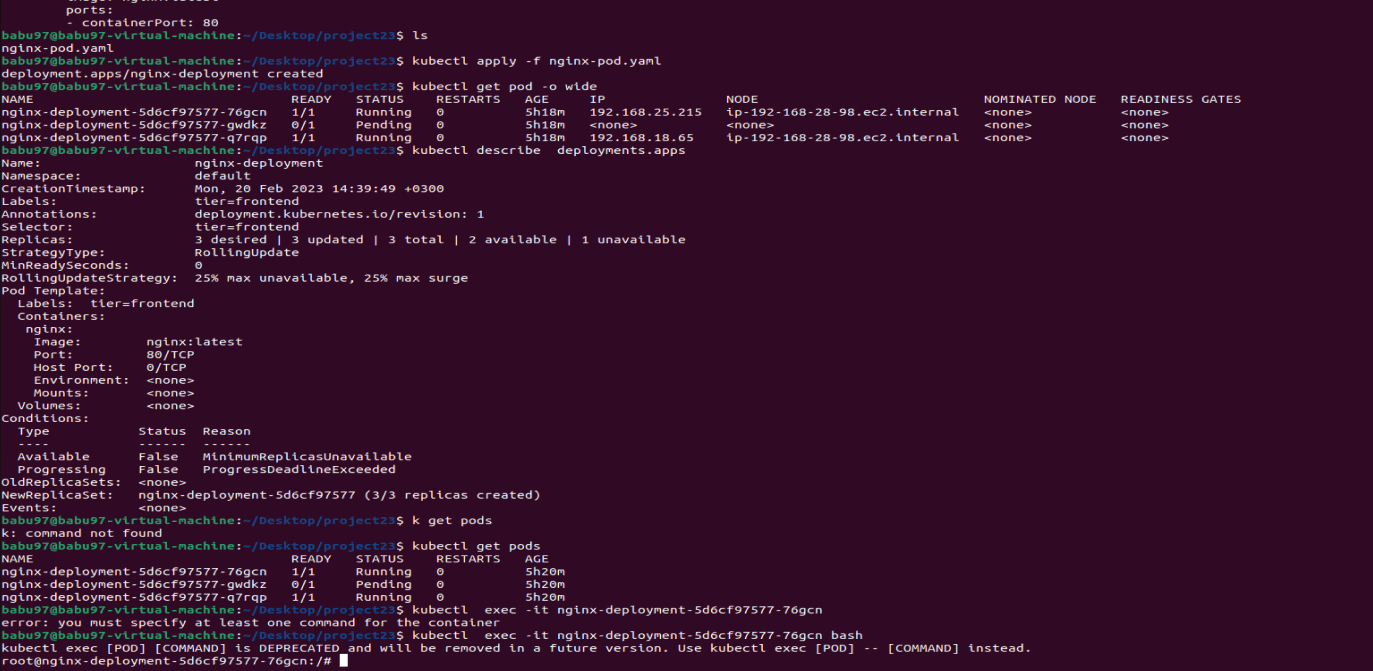 ports:
- containerPort: 80
babu97@babu97-virtual-machine:~/Desktop/project23$ ls
nginx-pod.yaml
babu97@babu97-virtual-machine:~/Desktop/project23$ kubectl apply -f nginx-pod.yaml
deployment.apps/nginx-deployment created
babu97@babu97-virtual-machine:~/Desktop/project23$ kubectl get pod -o wide
NAME READY STATUS RESTARTS AGE IP NODE NOMINATED NODE READINESS GATES
nginx-deployment-5d6cf97577-76gcn 1/1 Running 0 5h18m 192.168.25.215 ip-192-168-28-98.ec2.internal <none> <none>
nginx-deployment-5d6cf97577-gwdkz 0/1 Pending 0 5h18m <none> <none> <none> <none>
nginx-deployment-5d6cf97577-q7rqp 1/1 Running 0 5h18m 192.168.18.65 ip-192-168-28-98.ec2.internal <none> <none>
babu97@babu97-virtual-machine:~/Desktop/project23$ kubectl describe  deployments.apps
Name: nginx-deployment
Namespace: default
CreationTimestamp: Mon, 20 Feb 2023 14:39:49 +0300
Labels: tier=frontend
Annotations: deployment.kubernetes.io/revision: 1
Selector: tier=frontend
Replicas: 3 desired | 3 updated | 3 total | 2 available | 1 unavailable
StrategyType: RollingUpdate
MinReadySeconds: 0
RollingUpdateStrategy: 25% max unavailable, 25% max surge
Pod Template:
Labels: tier=frontend
Containers:
nginx:
Image: nginx:latest
Port: 80/TCP
Host Port: 0/TCP
Environment: <none>
Mounts: <none>
Volumes: <none>
Conditions:
Type Status Reason
---- ------ ------
Available False MinimumReplicasUnavailable
Progressing False ProgressDeadlineExceeded
OldReplicaSets: <none>
NewReplicaSet: nginx-deployment-5d6cf97577 (3/3 replicas created)
Events: <none>
babu97@babu97-virtual-machine:~/Desktop/project23$ k get pods
k: command not found
babu97@babu97-virtual-machine:~/Desktop/project23$ kubectl get pods
NAME READY STATUS RESTARTS AGE
nginx-deployment-5d6cf97577-76gcn 1/1 Running 0 5h20m
nginx-deployment-5d6cf97577-gwdkz 0/1 Pending 0 5h20m
nginx-deployment-5d6cf97577-q7rqp 1/1 Running 0 5h20m
babu97@babu97-virtual-machine:~/Desktop/project23$ kubectl  exec -it nginx-deployment-5d6cf97577-76gcn
error: you must specify at least one command for the container
babu97@babu97-virtual-machine:~/Desktop/project23$ kubectl  exec -it nginx-deployment-5d6cf97577-76gcn bash
kubectl exec [POD] [COMMAND] is DEPRECATED and will be removed in a future version. Use kubectl exec [POD] -- [COMMAND] instead.
root@nginx-deployment-5d6cf97577-76gcn:/#